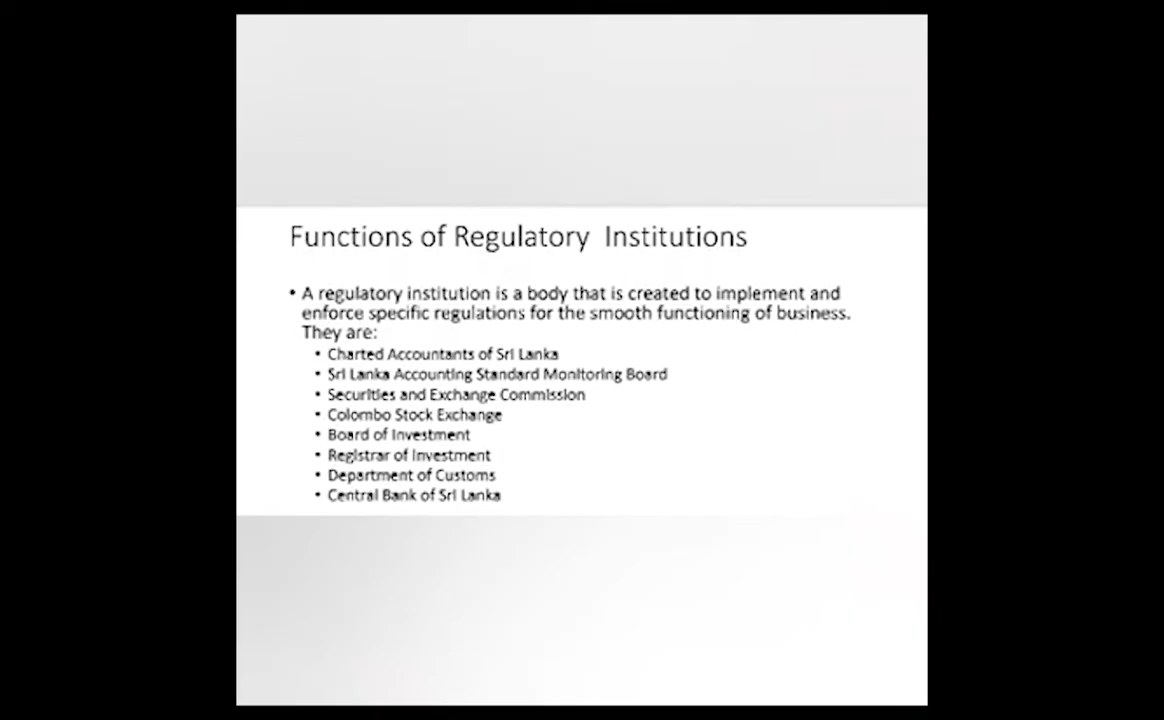 Functions of Regulatory Institutions
• A regulatory institution is a body that is created to implement and
enforce specific regulations for the smooth functioning of business.
They are:
• Charted Accountants of Sri Lanka
• Sri Lanka Accounting Standard Monitoring Board
• Securities and Exchange Commission
• Colombo Stock Exchange
• Board of Investment
• Registrar of Investment
• Department of Customs
• Central Bank of Sri Lanka